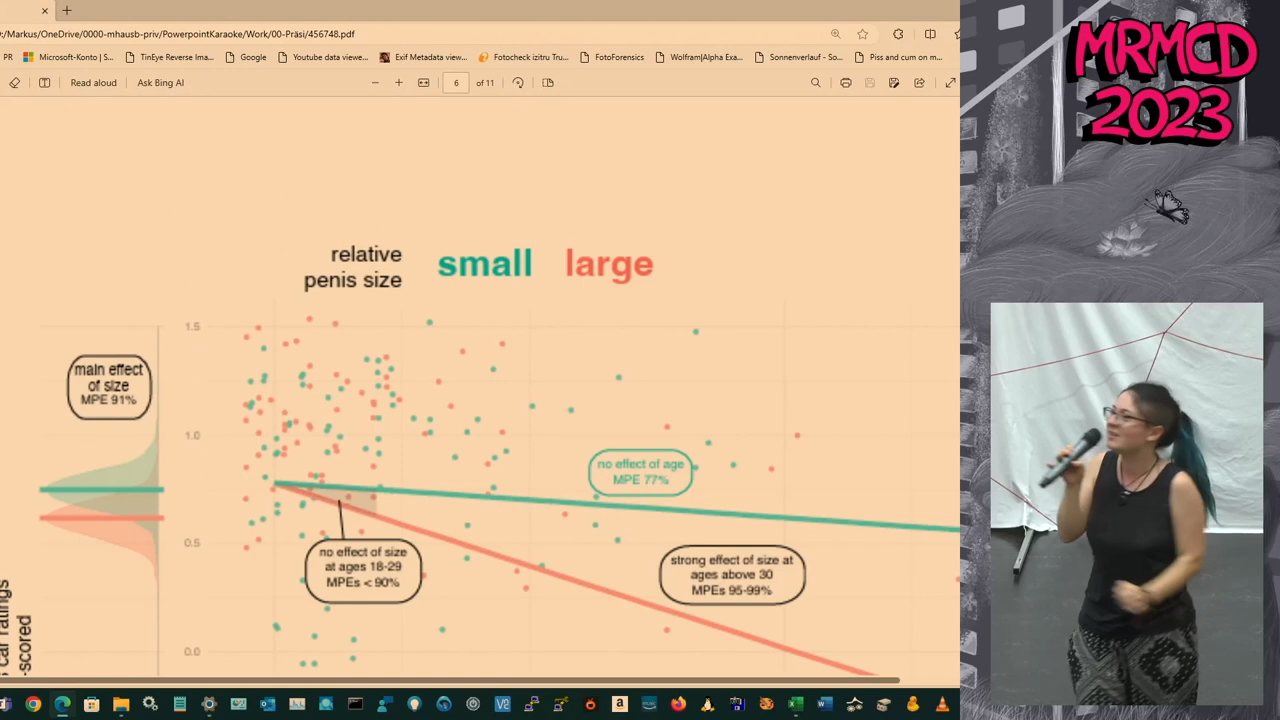 :/Markus/OneDrive/0000-mhausb-priv/PowerpointKaraoke/Work/00-Präsi/456748.pdf
PR
Microsoft-Konto | S...
TinEye Reverse Ima...
Google
Youtube data viewe...
Exif Metadata view...
Fotocheck izitru Tru...
FotoForensics
Wolfram|Alpha Exa...
Sonnenverlauf - So...
Piss and cum on m...
Read aloud
Ask Bing AI
6
of 11
MRMCD
2023
relative
penis size
small
large
1.5
main effect
of size
MPE 91%
1.0
no effect of age
MPE 77%
0.5
no effect of size
at ages 18-29
MPEs < 90%
strong effect of size at
ages above 30
MPEs 95-99%
car ratings
-scored
0.0